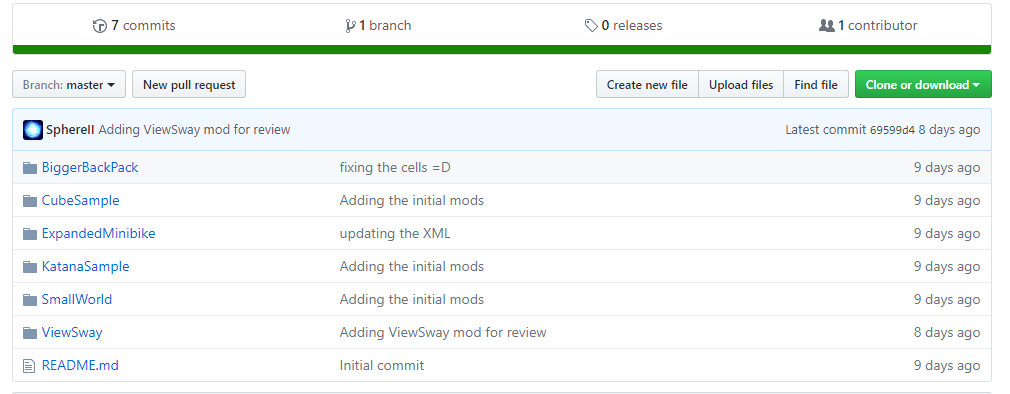 7 commits 1 branch 0 releases 1 contributor
Branch: master New pull request Create new file Upload files Find file Clone or download
SphereII Adding ViewSway mod for review Latest commit 69599d4 8 days ago
BiggerBackPack fixing the cells =D 9 days ago
CubeSample Adding the initial mods 9 days ago
ExpandedMinibike updating the XML 9 days ago
KatanaSample Adding the initial mods 9 days ago
SmallWorld Adding the initial mods 9 days ago
ViewSway Adding ViewSway mod for review 8 days ago
README.md Initial commit 9 days ago